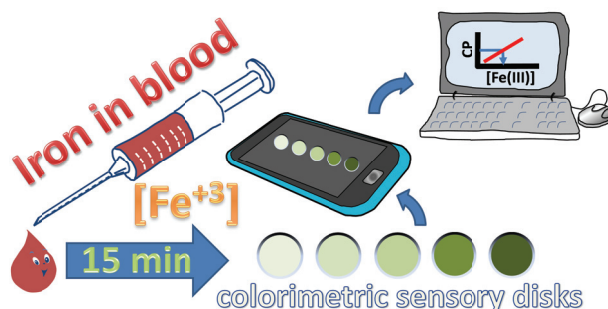 Iron in blood
[Fe⁺³]
15 min
colorimetric sensory disks
CP
[Fe(III)]